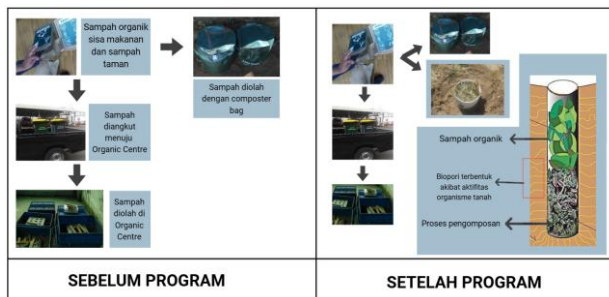 Sampah organik
sisa makanan
dan sampah
taman
Sampah diolah
dengan composter
bag
Sampah
diangkut
menuju
Organic Centre
Sampah
diolah di
Organic
Centre
SEBELUM PROGRAM
Sampah organik
Biopori terbentuk
akibat aktifitas
organisme tanah
Proses pengomposan
SETELAH PROGRAM